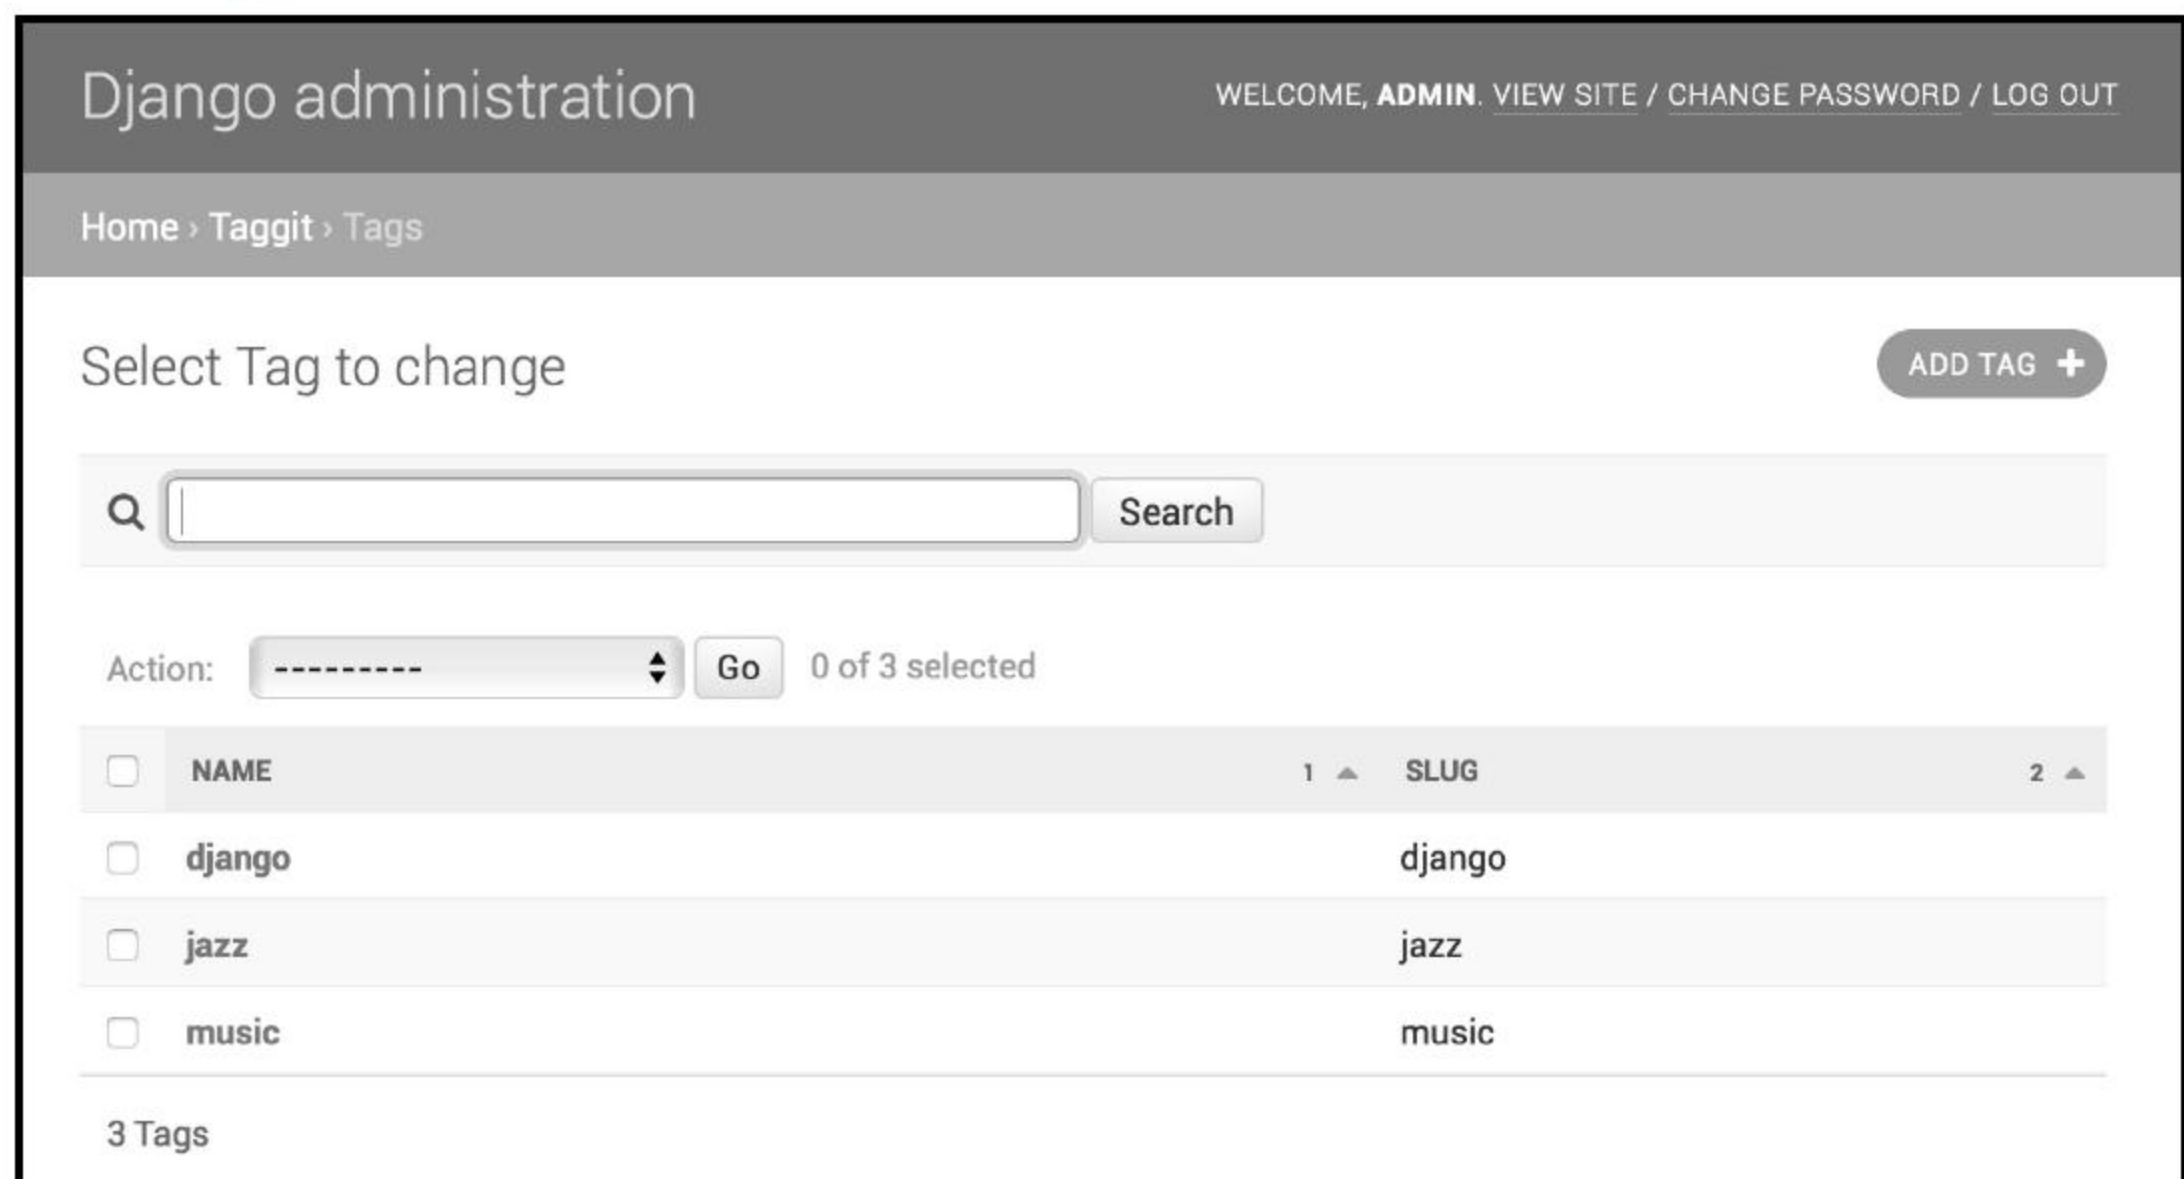 Django administration
WELCOME, ADMIN. VIEW SITE / CHANGE PASSWORD / LOG OUT
Home › Taggit › Tags
Select Tag to change
ADD TAG +
Search
Action: --------- Go 0 of 3 selected
NAME 1 SLUG 2
django django
jazz jazz
music music
3 Tags